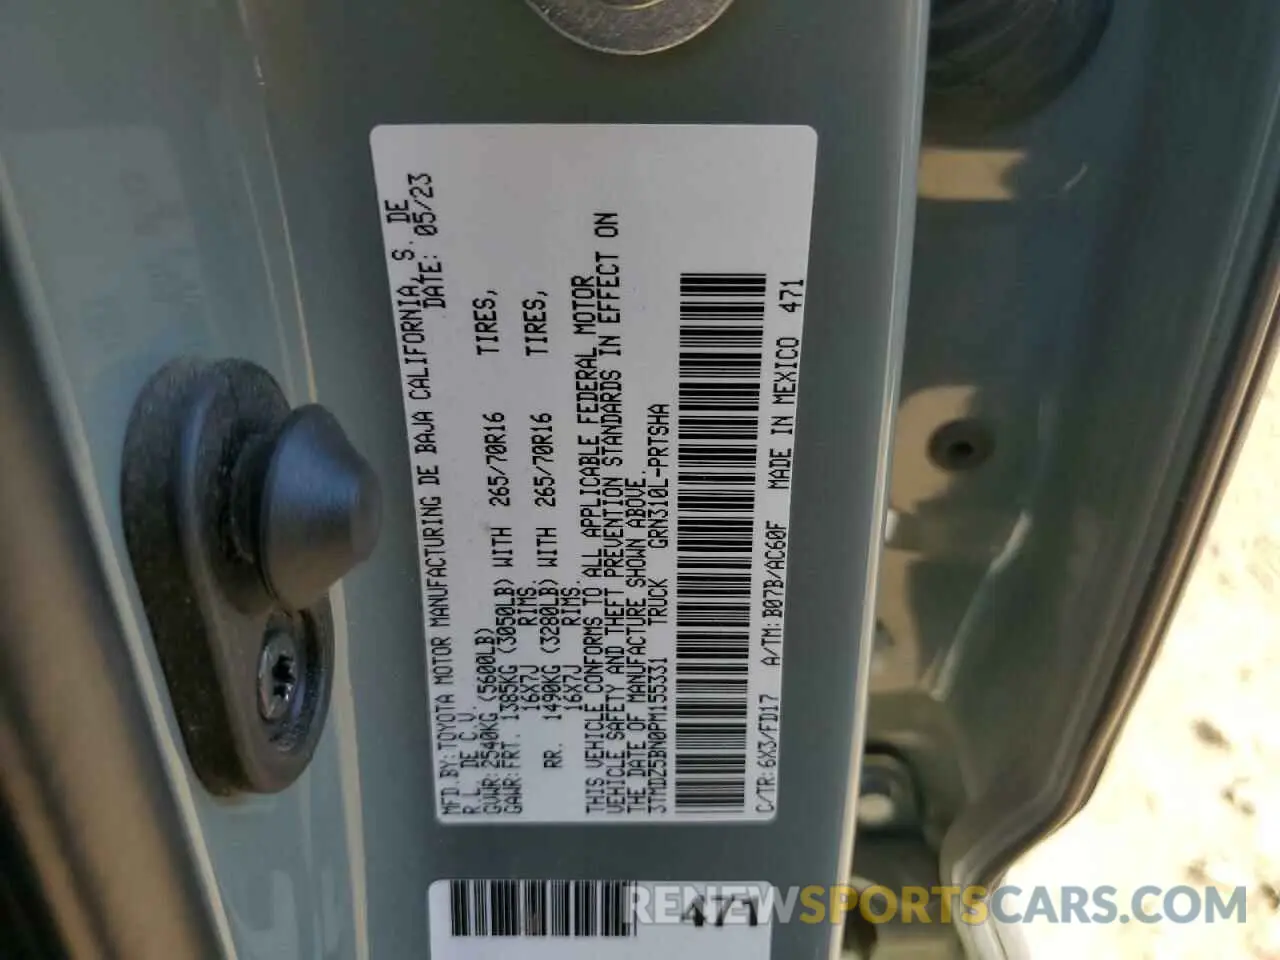 MFD.BY:TOYOTA MOTOR MANUFACTURING DE BAJA CALIFORNIA, S. DE
R.L. DE C.V. DATE: 05/23
GVWR:2540KG (5600LB)
GAWR:FRT. 1385KG (3050LB) WITH 265/70R16 TIRES,
16X7J RIMS
RR. 1490KG (3280LB) WITH 265/70R16 TIRES,
16X7J RIMS.
THIS VEHICLE CONFORMS TO ALL APPLICABLE FEDERAL MOTOR
VEHICLE SAFETY AND THEFT PREVENTION STANDARDS IN EFFECT ON
THE DATE OF MANUFACTURE SHOWN ABOVE.
3TMDZ5BN0PM155331 TRUCK GRN310L-PRTSHA
C/TR:6X3/FD17 A/TM:B07B/AC60F MADE IN MEXICO 471
471
RENEWSPORTSCARS.COM